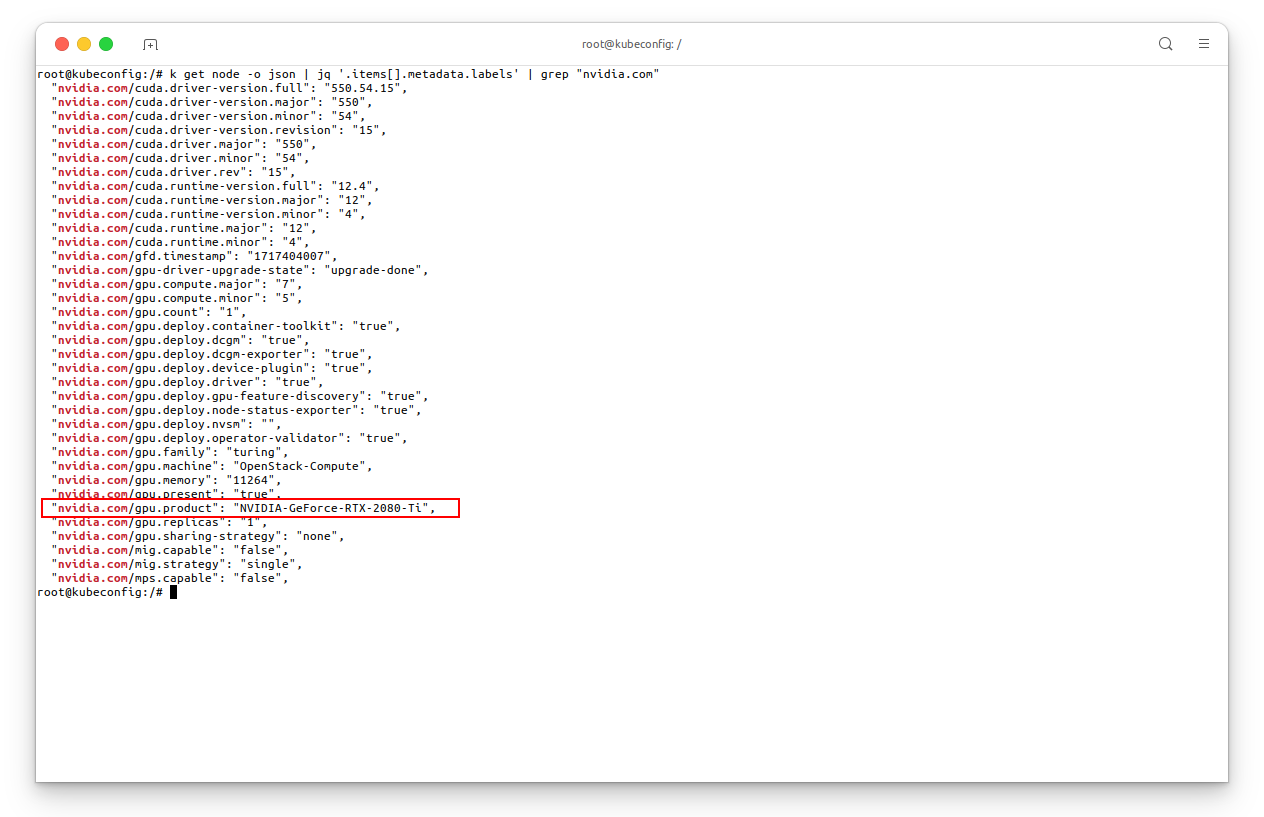 root@kubeconfig: /
root@kubeconfig:/# k get node -o json | jq '.items[].metadata.labels' | grep "nvidia.com"
"nvidia.com/cuda.driver-version.full": "550.54.15",
"nvidia.com/cuda.driver-version.major": "550",
"nvidia.com/cuda.driver-version.minor": "54",
"nvidia.com/cuda.driver-version.revision": "15",
"nvidia.com/cuda.driver.major": "550",
"nvidia.com/cuda.driver.minor": "54",
"nvidia.com/cuda.driver.rev": "15",
"nvidia.com/cuda.runtime-version.full": "12.4",
"nvidia.com/cuda.runtime-version.major": "12",
"nvidia.com/cuda.runtime-version.minor": "4",
"nvidia.com/cuda.runtime.major": "12",
"nvidia.com/cuda.runtime.minor": "4",
"nvidia.com/gfd.timestamp": "1717404007",
"nvidia.com/gpu-driver-upgrade-state": "upgrade-done",
"nvidia.com/gpu.compute.major": "7",
"nvidia.com/gpu.compute.minor": "5",
"nvidia.com/gpu.count": "1",
"nvidia.com/gpu.deploy.container-toolkit": "true",
"nvidia.com/gpu.deploy.dcgm": "true",
"nvidia.com/gpu.deploy.dcgm-exporter": "true",
"nvidia.com/gpu.deploy.device-plugin": "true",
"nvidia.com/gpu.deploy.driver": "true",
"nvidia.com/gpu.deploy.gpu-feature-discovery": "true",
"nvidia.com/gpu.deploy.node-status-exporter": "true",
"nvidia.com/gpu.deploy.nvsm": "",
"nvidia.com/gpu.deploy.operator-validator": "true",
"nvidia.com/gpu.family": "turing",
"nvidia.com/gpu.machine": "OpenStack-Compute",
"nvidia.com/gpu.memory": "11264",
"nvidia.com/gpu.present": "true",
"nvidia.com/gpu.product": "NVIDIA-GeForce-RTX-2080-Ti",
"nvidia.com/gpu.replicas": "1",
"nvidia.com/gpu.sharing-strategy": "none",
"nvidia.com/mig.capable": "false",
"nvidia.com/mig.strategy": "single",
"nvidia.com/mps.capable": "false",
root@kubeconfig:/#